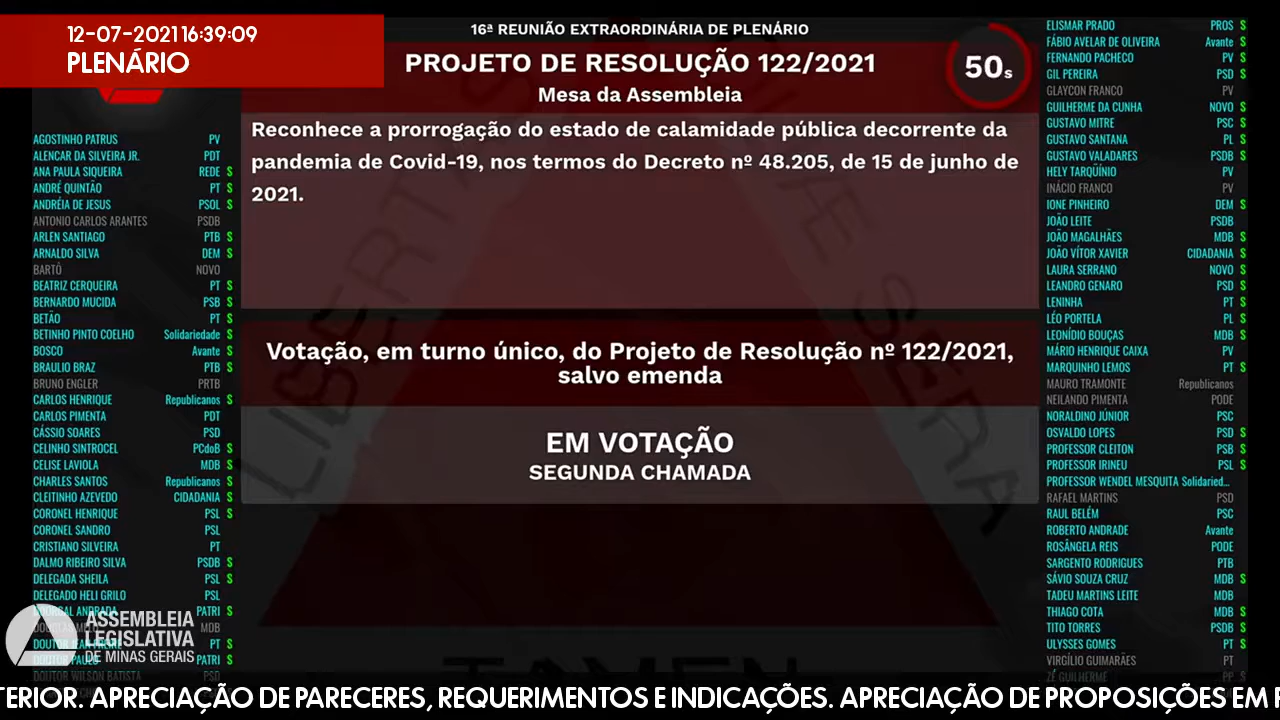 12-07-2021 16:39:09
PLENÁRIO
16ª REUNIÃO EXTRAORDINÁRIA DE PLENÁRIO
PROJETO DE RESOLUÇÃO 122/2021
Mesa da Assembleia
50s
Reconhece a prorrogação do estado de calamidade pública decorrente da
pandemia de Covid-19, nos termos do Decreto nº 48.205, de 15 de junho de
2021.
Votação, em turno único, do Projeto de Resolução nº 122/2021,
salvo emenda
EM VOTAÇÃO
SEGUNDA CHAMADA
AGOSTINHO PATRUS PV
ALENCAR DA SILVEIRA JR. PDT
ANA PAULA SIQUEIRA REDE S
ANDRÉ QUINTÃO PT S
ANDRÉIA DE JESUS PSOL S
ANTONIO CARLOS ARANTES PSDB
ARLEN SANTIAGO PTB S
ARNALDO SILVA DEM S
BARTÔ NOVO
BEATRIZ CERQUEIRA PT S
BERNARDO MUCIDA PSB S
BETÃO PT S
BETINHO PINTO COELHO Solidariedade S
BOSCO Avante S
BRAULIO BRAZ PTB S
BRUNO ENGLER PRTB
CARLOS HENRIQUE Republicanos S
CARLOS PIMENTA PDT
CÁSSIO SOARES PSD
CELINHO SINTROCEL PCdoB S
CELISE LAVIOLA MDB S
CHARLES SANTOS Republicanos S
CLEITINHO AZEVEDO CIDADANIA S
CORONEL HENRIQUE PSL S
CORONEL SANDRO PSL
CRISTIANO SILVEIRA PT
DALMO RIBEIRO SILVA PSDB S
DELEGADA SHEILA PSL S
DELEGADO HELI GRILO PSL
ANDRADA PATRI S
MDB
DOUTOR JEAN FREIRE PT S
DOUTOR PAULO PATRI S
DOUTOR WILSON BATISTA PSD
ELISMAR PRADO PROS S
FÁBIO AVELAR DE OLIVEIRA Avante S
FERNANDO PACHECO PV S
GIL PEREIRA PSD S
GLAYCON FRANCO PV
GUILHERME DA CUNHA NOVO S
GUSTAVO MITRE PSC S
GUSTAVO SANTANA PL S
GUSTAVO VALADARES PSDB S
HELY TARQÜÍNIO PV
INÁCIO FRANCO PV
IONE PINHEIRO DEM S
JOÃO LEITE PSDB
JOÃO MAGALHÃES MDB S
JOÃO VÍTOR XAVIER CIDADANIA S
LAURA SERRANO NOVO S
LEANDRO GENARO PSD S
LENINHA PT S
LÉO PORTELA PL S
LEONÍDIO BOUÇAS MDB S
MÁRIO HENRIQUE CAIXA PV
MARQUINHO LEMOS PT S
MAURO TRAMONTE Republicanos
NEILANDO PIMENTA PODE
NORALDINO JÚNIOR PSC
OSVALDO LOPES PSD S
PROFESSOR CLEITON PSB S
PROFESSOR IRINEU PSL S
PROFESSOR WENDEL MESQUITA Solidaried...
RAFAEL MARTINS PSD
RAUL BELÉM PSC
ROBERTO ANDRADE Avante
ROSÂNGELA REIS PODE
SARGENTO RODRIGUES PTB
SÁVIO SOUZA CRUZ MDB S
TADEU MARTINS LEITE MDB
THIAGO COTA MDB S
TITO TORRES PSDB S
ULYSSES GOMES PT S
VIRGÍLIO GUIMARÃES PT
ZÉ GUILHERME PP S
ASSEMBLEIA
LEGISLATIVA
DE MINAS GERAIS
TERIOR. APRECIAÇÃO DE PARECERES, REQUERIMENTOS E INDICAÇÕES. APRECIAÇÃO DE PROPOSIÇÕES EM